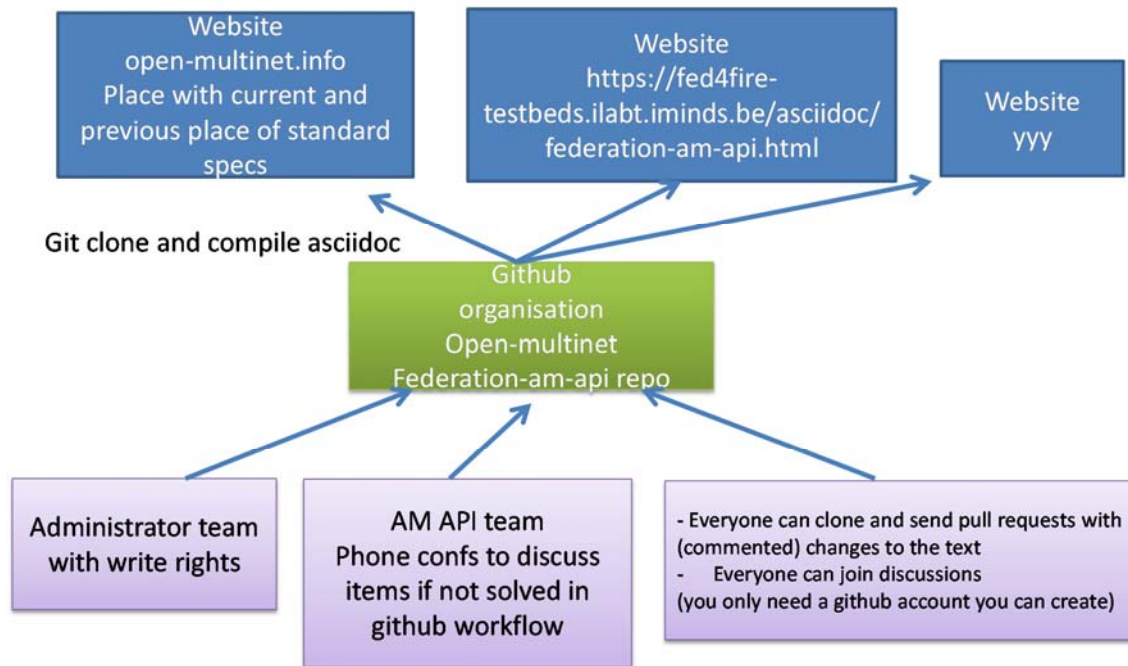 Website
open-multinet.info
Place with current and
previous place of standard
specs
Website
https://fed4fire-
testbeds.ilabt.iminds.be/asciidoc/
federation-am-api.html
Website
yyy
Git clone and compile asciidoc
Github
organisation
Open-multinet
Federation-am-api repo
Administrator team
with write rights
AM API team
Phone confs to discuss
items if not solved in
github workflow
- Everyone can clone and send pull requests with
(commented) changes to the text
- Everyone can join discussions
(you only need a github account you can create)